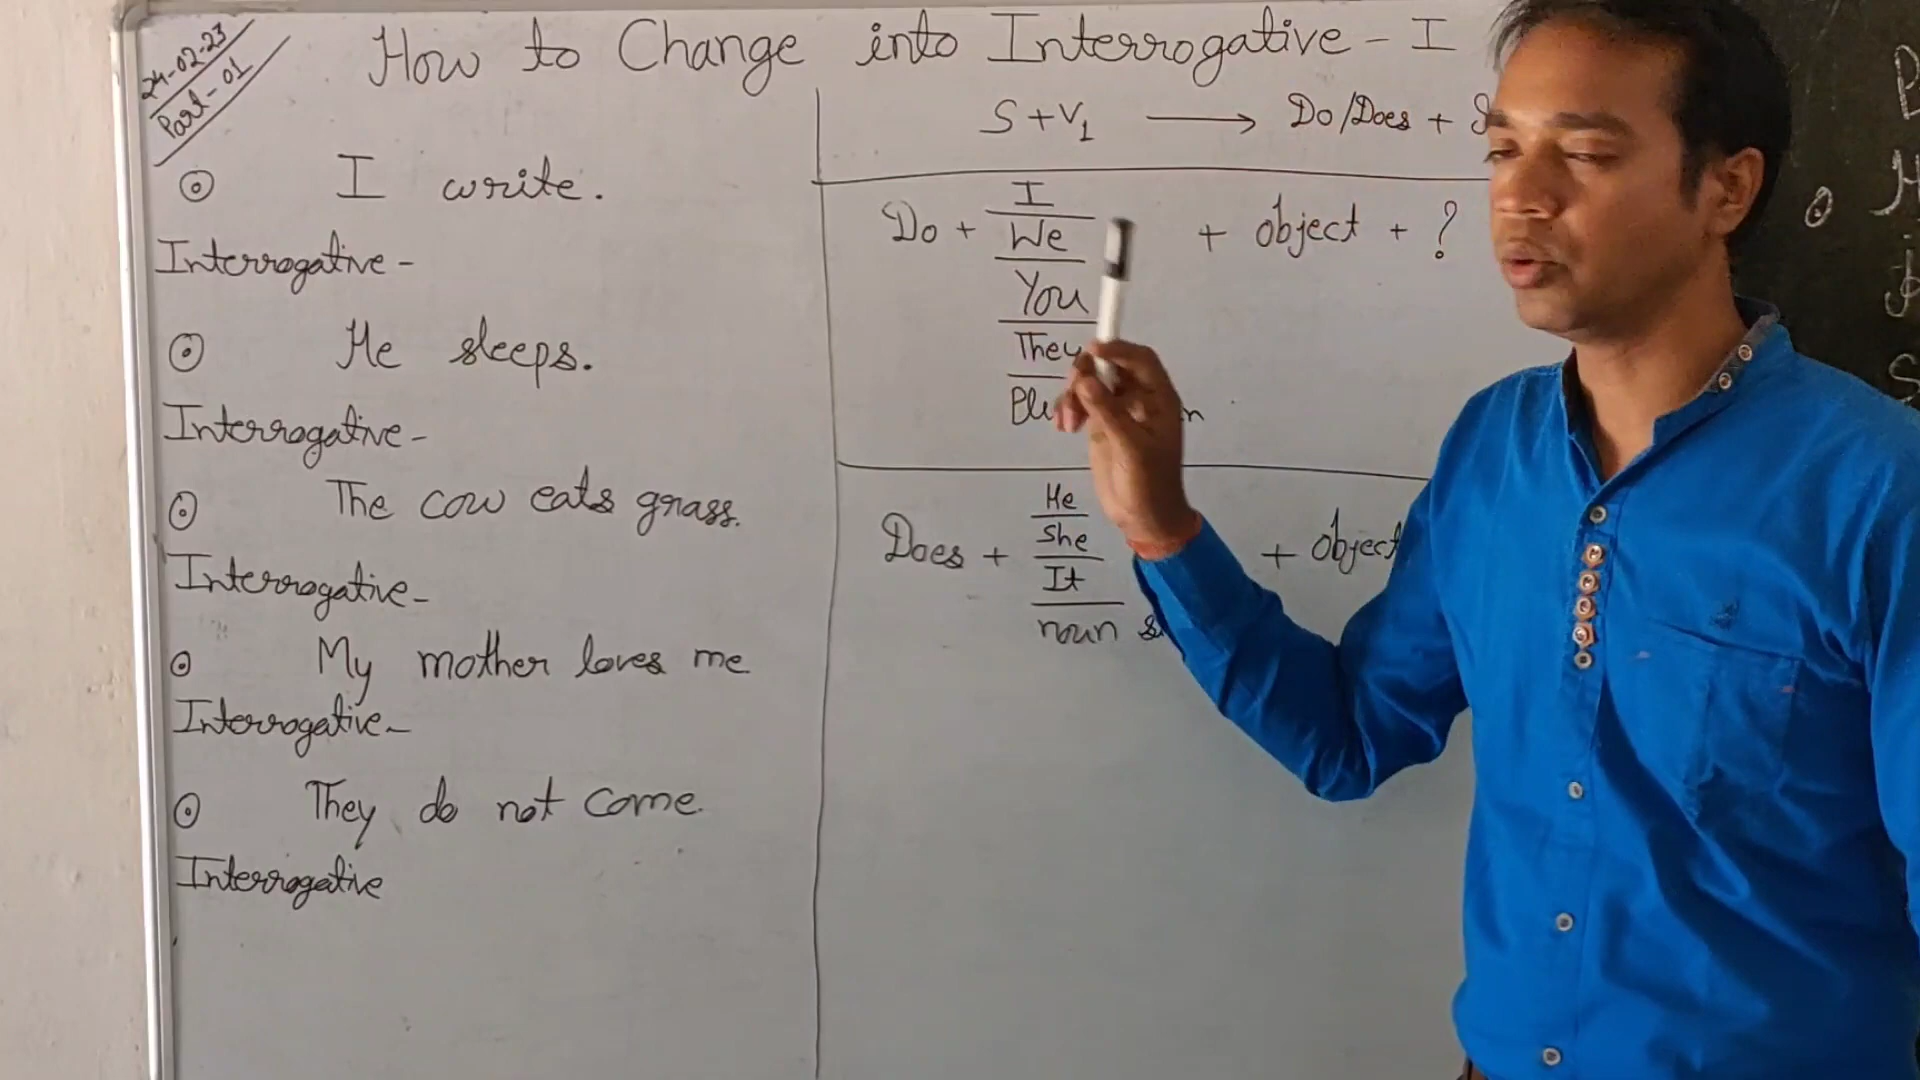 24-02-23
Part-01
How to Change into Interrogative - I
I write.
Interrogative -
He sleeps.
Interrogative -
The cow eats grass.
Interrogative -
My mother loves me
Interrogative -
They do not come.
Interrogative
S+V₁ → Do/Does +
Do + I + object + ?
We
You
They
Does + He + object
She
It
noun